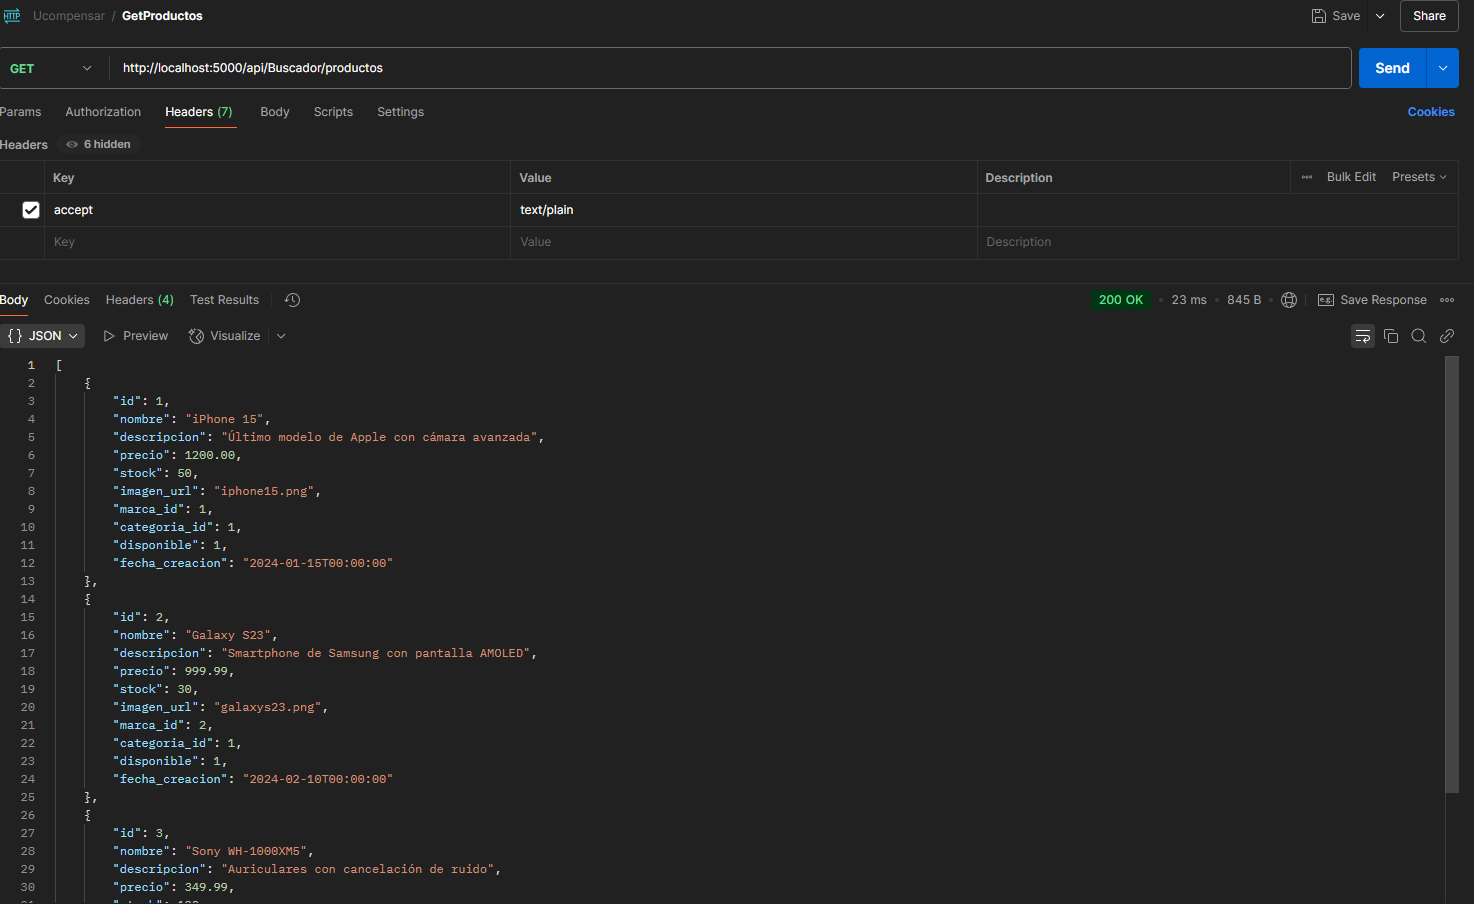 HTTP Ucompensar / GetProductos Save Share
GET http://localhost:5000/api/Buscador/productos Send
Params Authorization Headers (7) Body Scripts Settings Cookies
Headers 6 hidden
Key Value Description Bulk Edit Presets
accept text/plain
Key Value Description
Body Cookies Headers (4) Test Results 200 OK 23 ms 845 B e.g. Save Response
{} JSON Preview Visualize
1 [
2 {
3 "id": 1,
4 "nombre": "iPhone 15",
5 "descripcion": "Último modelo de Apple con cámara avanzada",
6 "precio": 1200.00,
7 "stock": 50,
8 "imagen_url": "iphone15.png",
9 "marca_id": 1,
10 "categoria_id": 1,
11 "disponible": 1,
12 "fecha_creacion": "2024-01-15T00:00:00"
13 },
14 {
15 "id": 2,
16 "nombre": "Galaxy S23",
17 "descripcion": "Smartphone de Samsung con pantalla AMOLED",
18 "precio": 999.99,
19 "stock": 30,
20 "imagen_url": "galaxys23.png",
21 "marca_id": 2,
22 "categoria_id": 1,
23 "disponible": 1,
24 "fecha_creacion": "2024-02-10T00:00:00"
25 },
26 {
27 "id": 3,
28 "nombre": "Sony WH-1000XM5",
29 "descripcion": "Auriculares con cancelación de ruido",
30 "precio": 349.99,